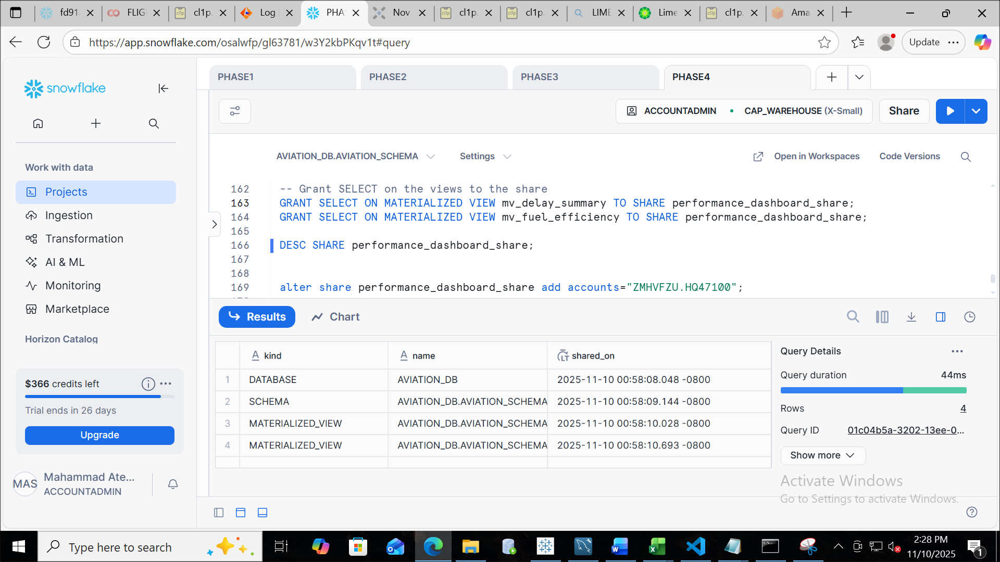 fd91
FLIG
cl1p.
Log
PHA
Nov
cl1p.
cl1p.
LIME
Lime
cl1p.
Ama
https://app.snowflake.com/osalwfp/gl63781/w3Y2kbPKqv1t#query
Update
snowflake
PHASE1
PHASE2
PHASE3
PHASE4
ACCOUNTADMIN
CAP_WAREHOUSE (X-Small)
Share
AVIATION_DB.AVIATION_SCHEMA
Settings
Open in Workspaces
Code Versions
Work with data
Projects
Ingestion
Transformation
AI & ML
Monitoring
Marketplace
Horizon Catalog
$366 credits left
Trial ends in 26 days
Upgrade
MAS
Mahammad Ate...
ACCOUNTADMIN
162 -- Grant SELECT on the views to the share
163 GRANT SELECT ON MATERIALIZED VIEW mv_delay_summary TO SHARE performance_dashboard_share;
164 GRANT SELECT ON MATERIALIZED VIEW mv_fuel_efficiency TO SHARE performance_dashboard_share;
165
166 DESC SHARE performance_dashboard_share;
167
168
169 alter share performance_dashboard_share add accounts="ZMHVFZU.HQ47100";
Results
Chart
kind name shared_on
1 DATABASE AVIATION_DB 2025-11-10 00:58:08.048 -0800
2 SCHEMA AVIATION_DB.AVIATION_SCHEMA 2025-11-10 00:58:09.144 -0800
3 MATERIALIZED_VIEW AVIATION_DB.AVIATION_SCHEMA 2025-11-10 00:58:10.028 -0800
4 MATERIALIZED_VIEW AVIATION_DB.AVIATION_SCHEMA 2025-11-10 00:58:10.693 -0800
Query Details
Query duration 44ms
Rows 4
Query ID 01c04b5a-3202-13ee-0...
Show more
Activate Windows
Go to Settings to activate Windows.
Type here to search
2:28 PM
11/10/2025
1